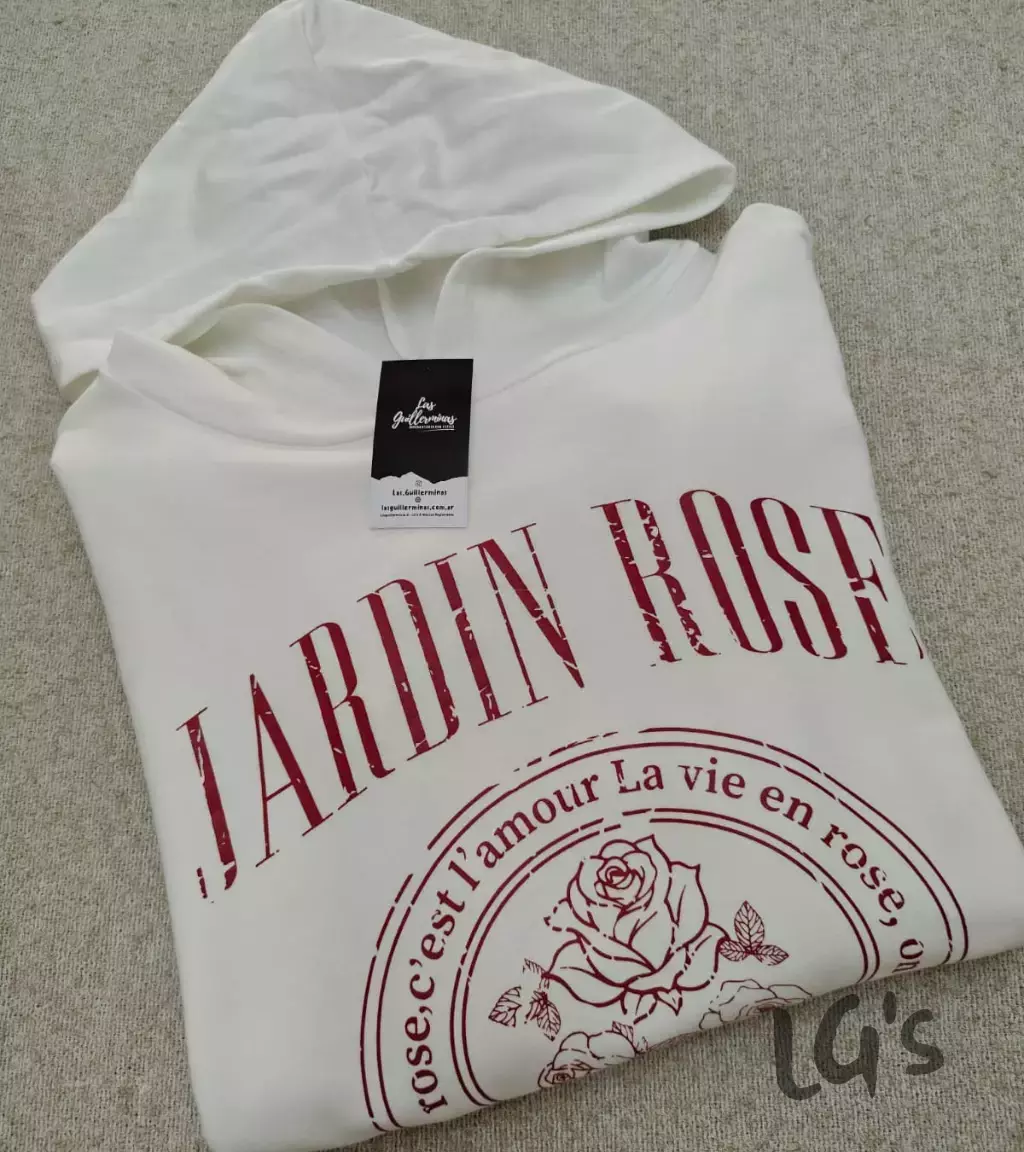 Las
Guillerminas
Las.Guillerminas
lasguillerminas.com.ar
JARDIN ROSE
rose,c'est l'amour La vie en rose,
LG's